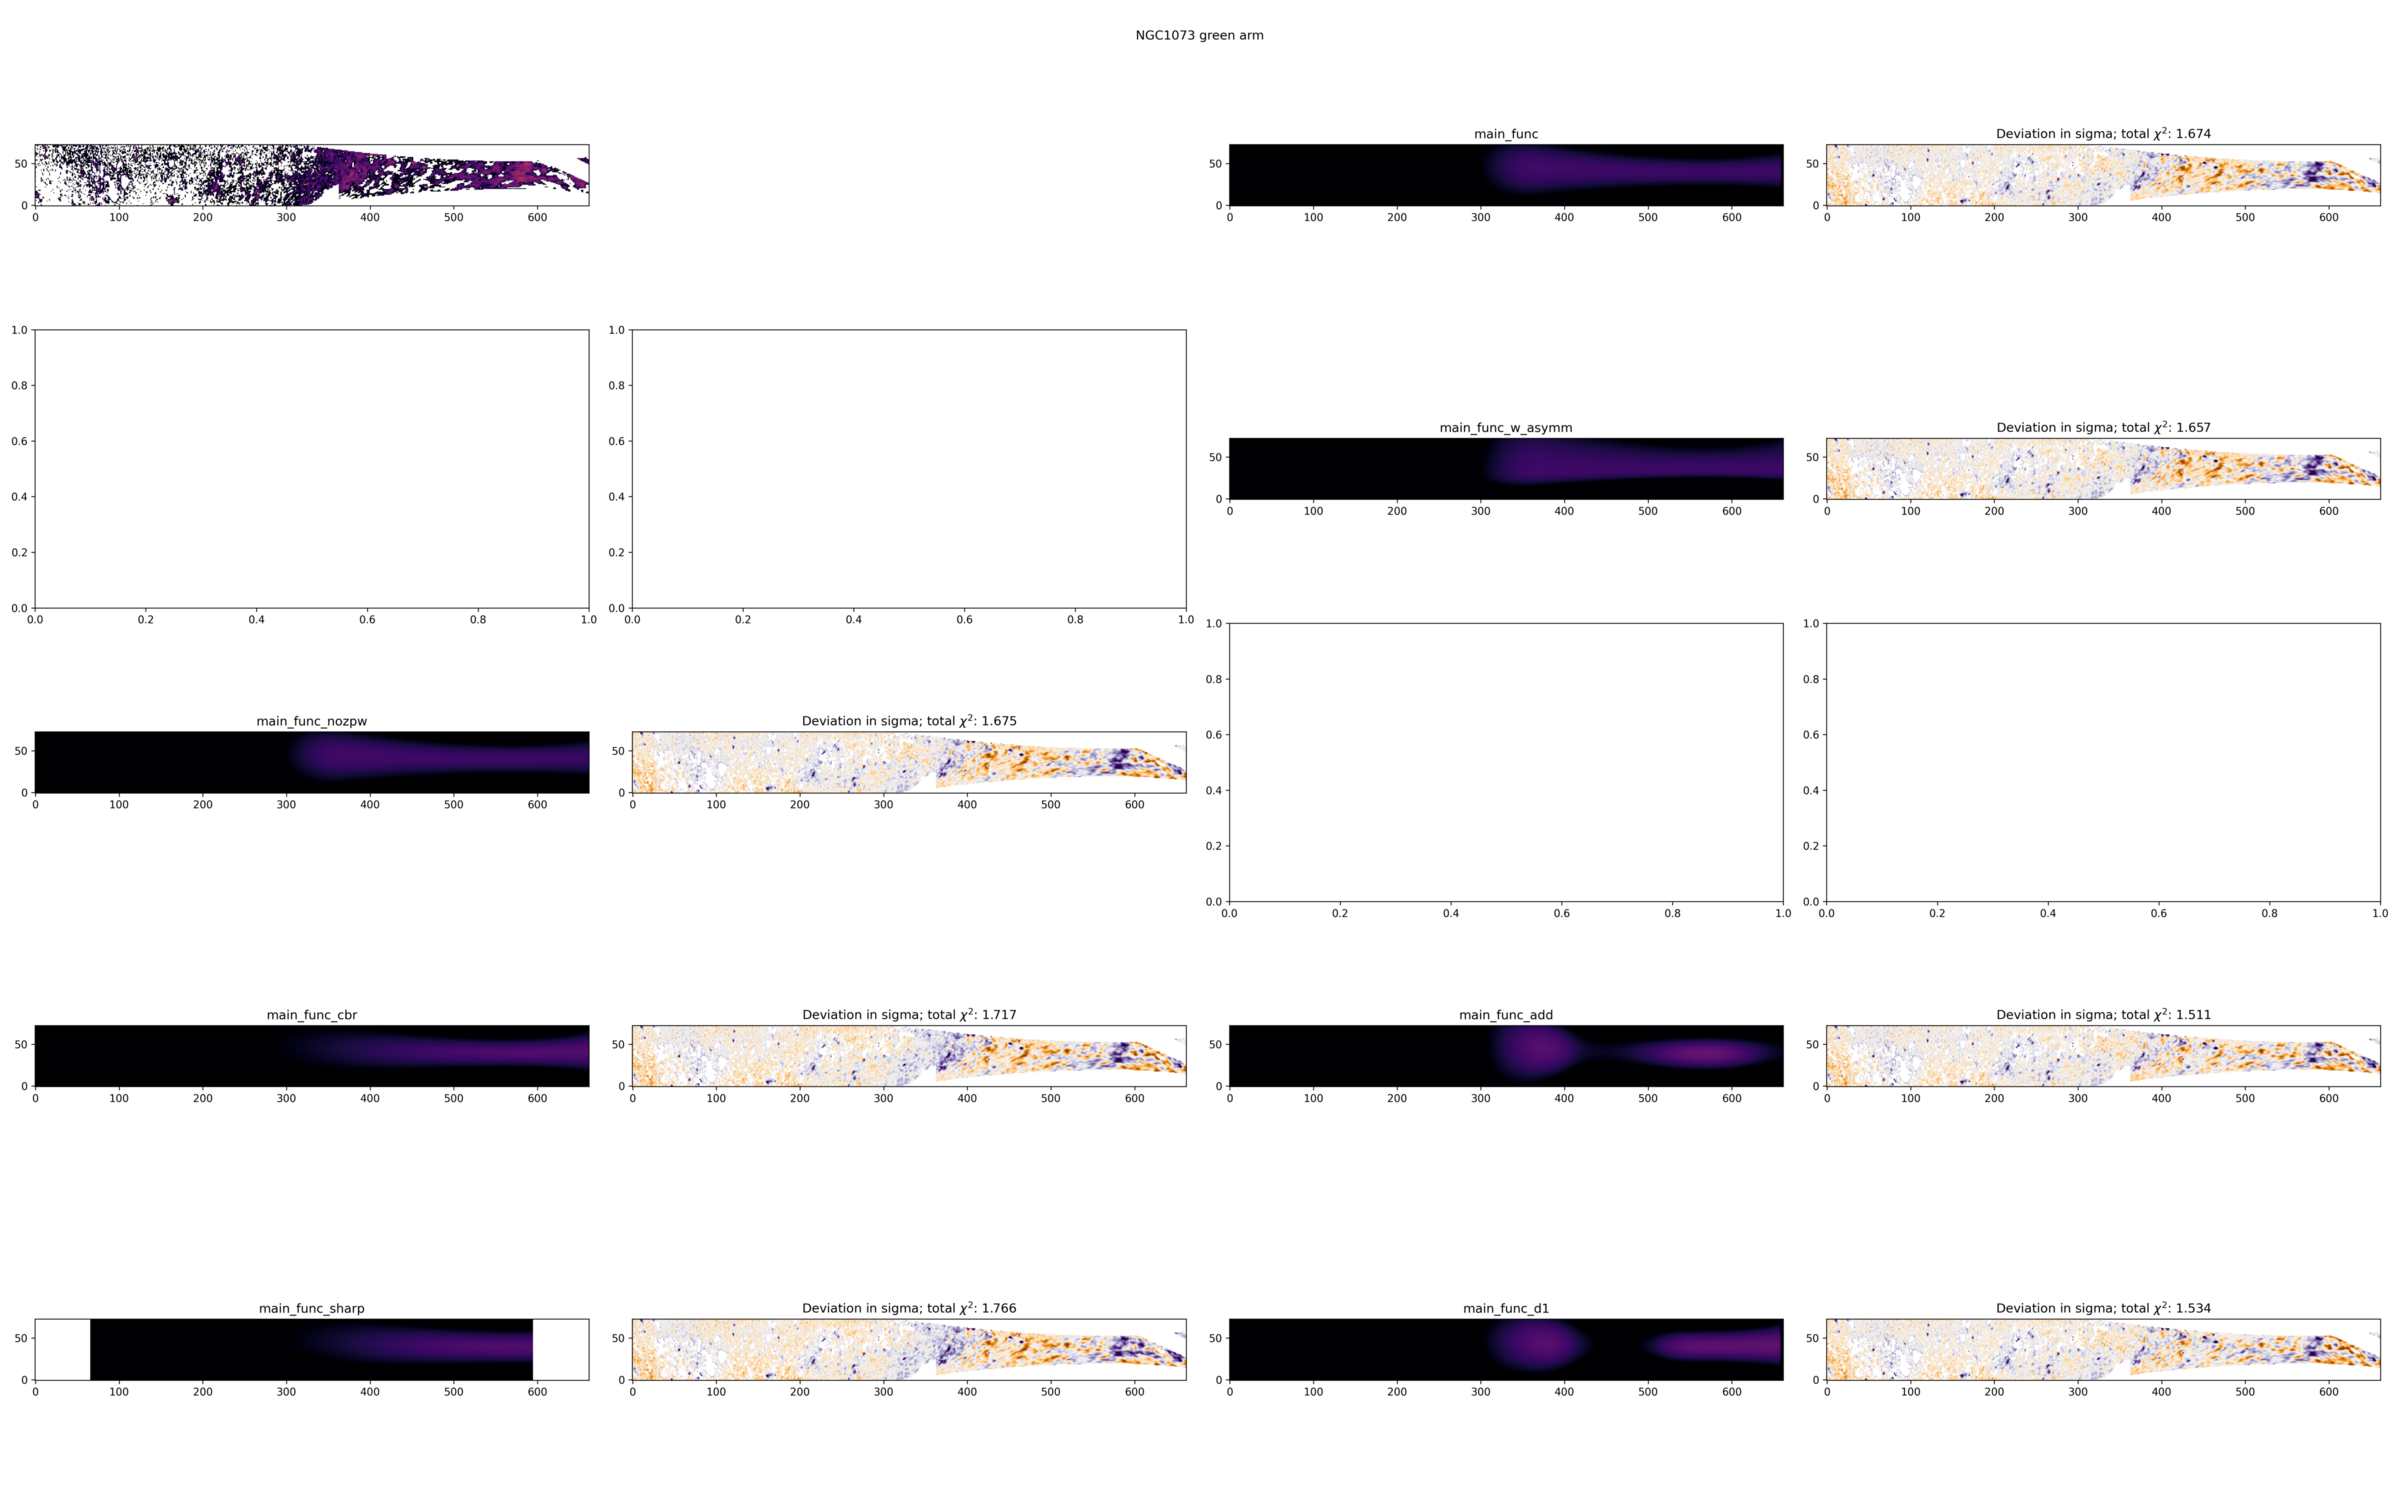 NGC1073 green arm
50
0
0 100 200 300 400 500 600
main_func
50
0
0 100 200 300 400 500 600
Deviation in sigma; total χ²: 1.674
50
0
0 100 200 300 400 500 600
1.0
0.8
0.6
0.4
0.2
0.0
0.0 0.2 0.4 0.6 0.8 1.0
1.0
0.8
0.6
0.4
0.2
0.0
0.0 0.2 0.4 0.6 0.8 1.0
main_func_w_asymm
50
0
0 100 200 300 400 500 600
Deviation in sigma; total χ²: 1.657
50
0
0 100 200 300 400 500 600
main_func_nozpw
50
0
0 100 200 300 400 500 600
Deviation in sigma; total χ²: 1.675
50
0
0 100 200 300 400 500 600
1.0
0.8
0.6
0.4
0.2
0.0
0.0 0.2 0.4 0.6 0.8 1.0
1.0
0.8
0.6
0.4
0.2
0.0
0.0 0.2 0.4 0.6 0.8 1.0
main_func_cbr
50
0
0 100 200 300 400 500 600
Deviation in sigma; total χ²: 1.717
50
0
0 100 200 300 400 500 600
main_func_add
50
0
0 100 200 300 400 500 600
Deviation in sigma; total χ²: 1.511
50
0
0 100 200 300 400 500 600
main_func_sharp
50
0
0 100 200 300 400 500 600
Deviation in sigma; total χ²: 1.766
50
0
0 100 200 300 400 500 600
main_func_d1
50
0
0 100 200 300 400 500 600
Deviation in sigma; total χ²: 1.534
50
0
0 100 200 300 400 500 600